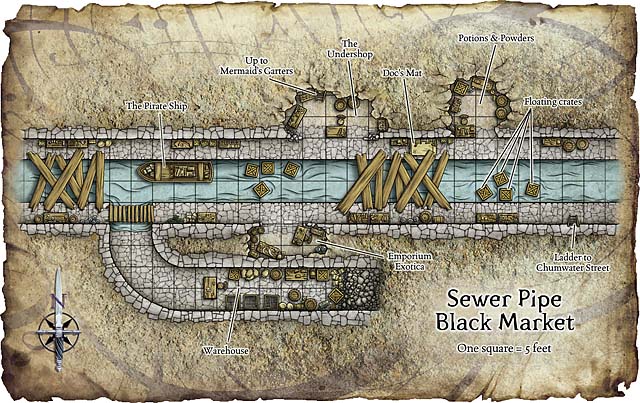 The
Undershop
Potions & Powders
Up to
Mermaid's Garters
Doc's Mat
The Pirate Ship
Floating crates
Emporium
Exotica
Ladder to
Chumwater Street
Warehouse
N
Sewer Pipe
Black Market
One square = 5 feet